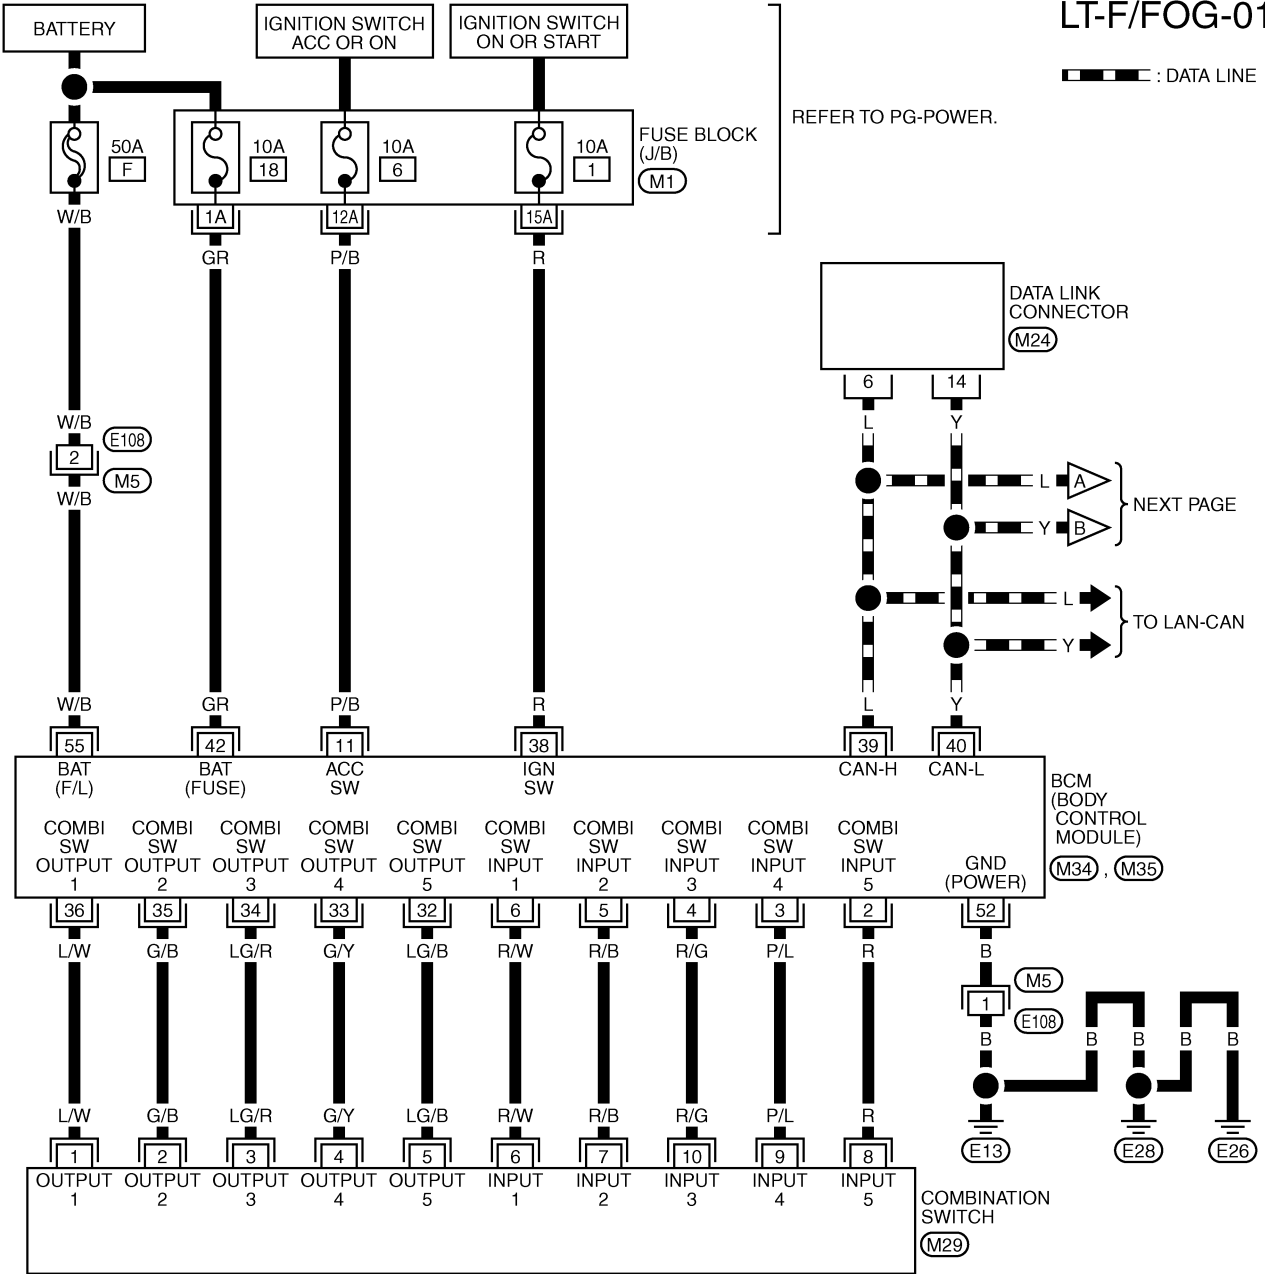 LT-F/FOG-01
: DATA LINE
BATTERY
IGNITION SWITCH
ACC OR ON
IGNITION SWITCH
ON OR START
REFER TO PG-POWER.
50A
F
10A
18
10A
6
10A
1
FUSE BLOCK
(J/B)
M1
W/B
1A
12A
15A
GR
P/B
R
DATA LINK
CONNECTOR
M24
6
14
L
Y
W/B
2
E108
M5
W/B
L
A
Y
B
NEXT PAGE
L
Y
TO LAN-CAN
W/B
GR
P/B
R
L
Y
55
42
11
38
39
40
BAT
(F/L)
BAT
(FUSE)
ACC
SW
IGN
SW
CAN-H
CAN-L
BCM
(BODY
CONTROL
MODULE)
M34 , M35
COMBI
SW
OUTPUT
1
COMBI
SW
OUTPUT
2
COMBI
SW
OUTPUT
3
COMBI
SW
OUTPUT
4
COMBI
SW
OUTPUT
5
COMBI
SW
INPUT
1
COMBI
SW
INPUT
2
COMBI
SW
INPUT
3
COMBI
SW
INPUT
4
COMBI
SW
INPUT
5
GND
(POWER)
36
35
34
33
32
6
5
4
3
2
52
L/W
G/B
LG/R
G/Y
LG/B
R/W
R/B
R/G
P/L
R
B
1
M5
E108
B
B
B
B
B
E13
E28
E26
L/W
G/B
LG/R
G/Y
LG/B
R/W
R/B
R/G
P/L
R
1
2
3
4
5
6
7
10
9
8
OUTPUT
1
OUTPUT
2
OUTPUT
3
OUTPUT
4
OUTPUT
5
INPUT
1
INPUT
2
INPUT
3
INPUT
4
INPUT
5
COMBINATION
SWITCH
M29